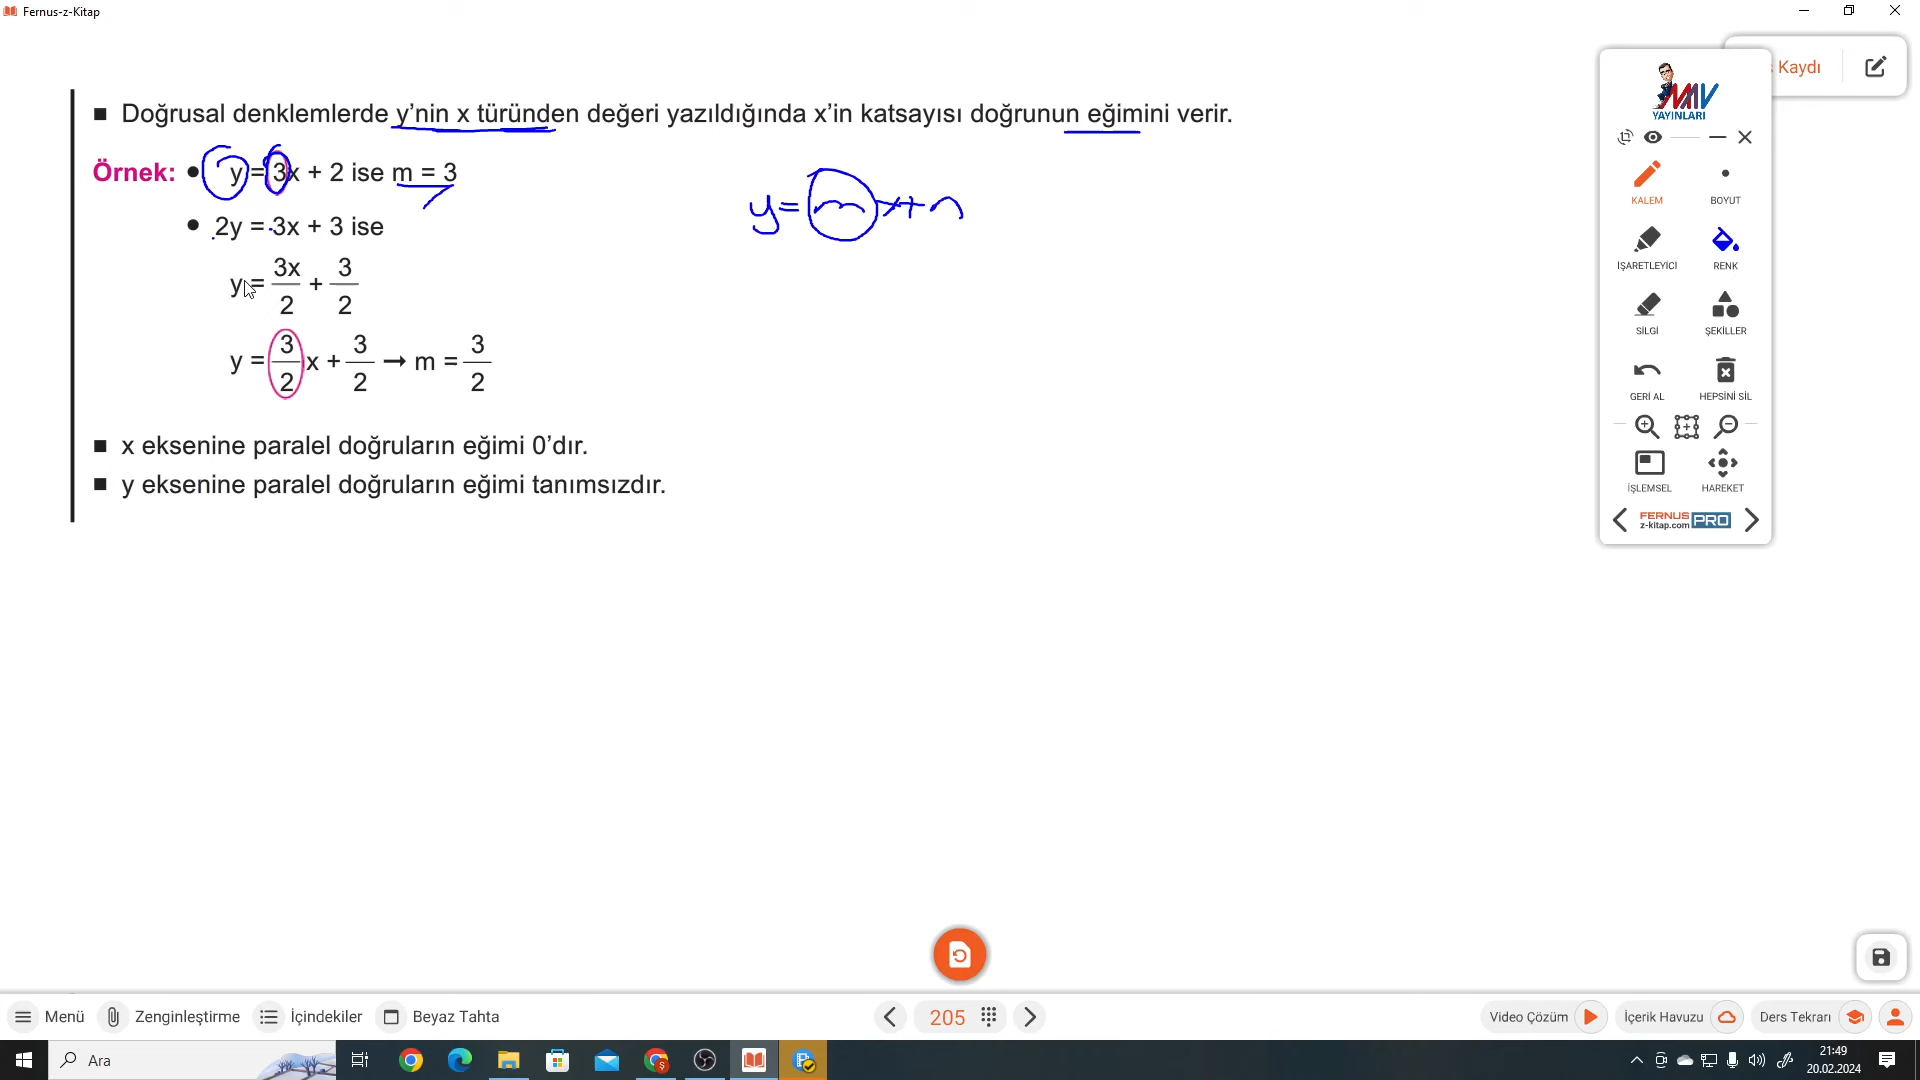 Fernus-z-Kitap
■ Doğrusal denklemlerde y’nin x türünden değeri yazıldığında x’in katsayısı doğrunun eğimini verir.
Örnek: • y = 3x + 2 ise m = 3
y = mx + n
• 2y = 3x + 3 ise
y = 3x/2 + 3/2
y = 3/2 x + 3/2 → m = 3/2
■ x eksenine paralel doğruların eğimi 0’dır.
■ y eksenine paralel doğruların eğimi tanımsızdır.
Kaydı
MAV
YAYINLARI
KALEM BOYUT
İŞARETLEYİCİ RENK
SİLGİ ŞEKİLLER
GERİ AL HEPSİNİ SİL
İŞLEMSEL HAREKET
FERNUS
z-kitap.com PRO
Menü Zenginleştirme İçindekiler Beyaz Tahta 205 Video Çözüm İçerik Havuzu Ders Tekrarı
Ara
21:49
20.02.2024